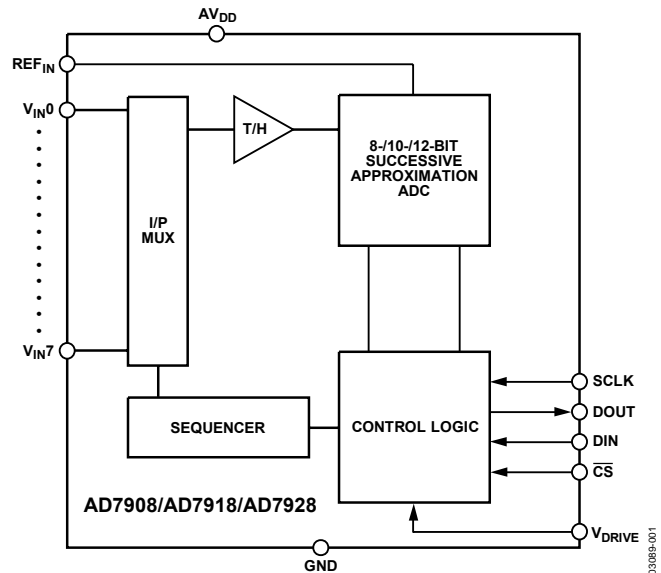 AVDD
REFIN
VIN0
T/H
8-/10-/12-BIT
SUCCESSIVE
APPROXIMATION
ADC
I/P
MUX
VIN7
SEQUENCER
CONTROL LOGIC
SCLK
DOUT
DIN
CS
VDRIVE
AD7908/AD7918/AD7928
GND
03089-001